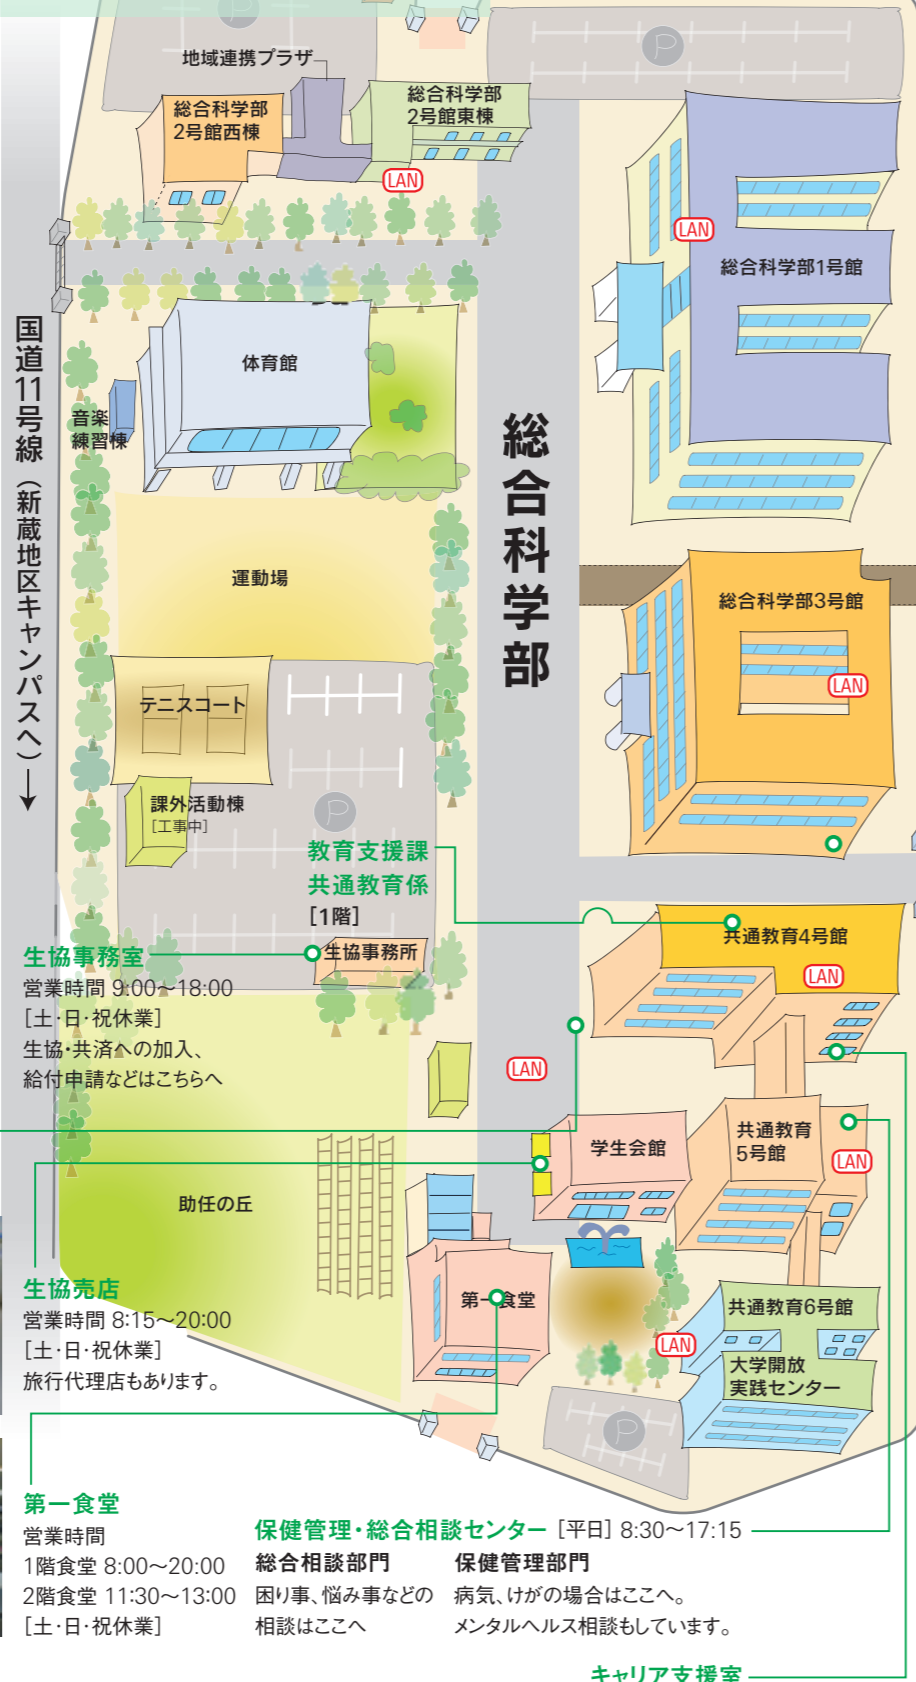 P
P
地域連携プラザ
総合科学部
2号館西棟
総合科学部
2号館東棟
LAN
LAN
総合科学部1号館
国道11号線（新蔵地区キャンパスへ）→
体育館
音楽
練習棟
総合科学部
運動場
総合科学部3号館
LAN
テニスコート
課外活動棟
［工事中］
P
教育支援課
共通教育係
［1階］
共通教育4号館
LAN
生協事務所
生協事務室
営業時間 9:00～18:00
［土・日・祝休業］
生協・共済への加入、
給付申請などはこちらへ
LAN
学生会館
共通教育
5号館
LAN
助任の丘
生協売店
営業時間 8:15～20:00
［土・日・祝休業］
旅行代理店もあります。
第一食堂
共通教育6号館
LAN
大学開放
実践センター
P
第一食堂
営業時間
1階食堂 8:00～20:00
2階食堂 11:30～13:00
［土・日・祝休業］
保健管理・総合相談センター ［平日］ 8:30～17:15
総合相談部門
困り事、悩み事などの
相談はここへ
保健管理部門
病気、けがの場合はここへ。
メンタルヘルス相談もしています。
キャリア支援室